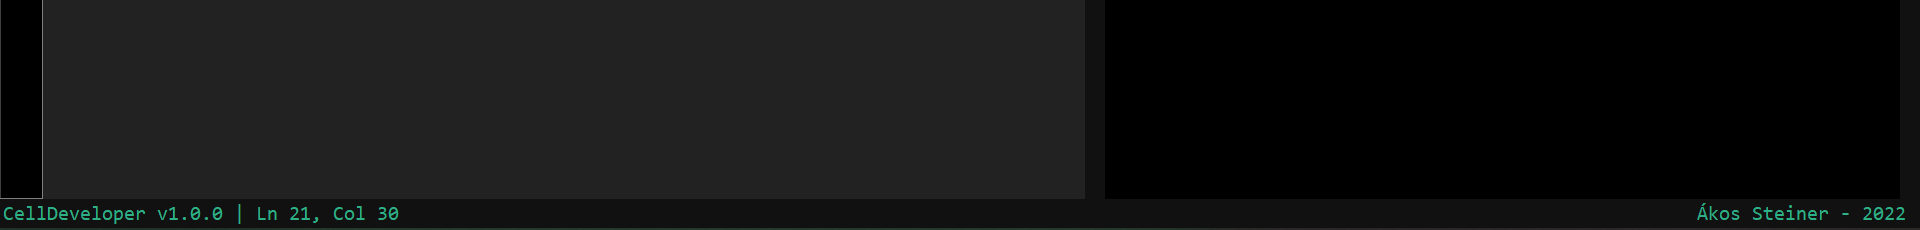 CellDeveloper v1.0.0 | Ln 21, Col 30
Ákos Steiner - 2022